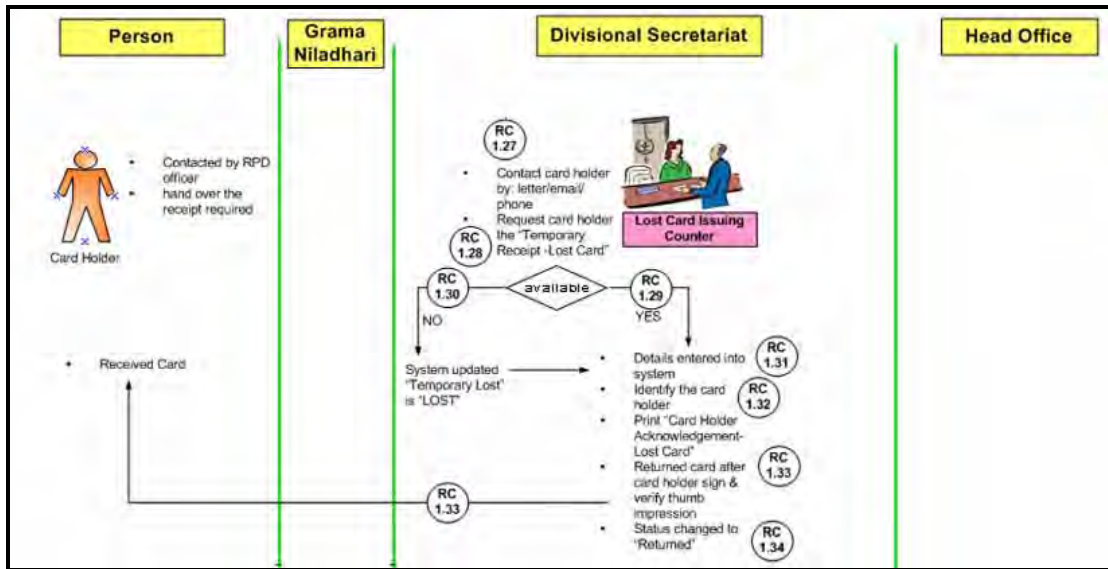 Person
Grama
Niladhari
Divisional Secretariat
Head Office
RC
1.27
• Contacted by RPD
officer
• hand over the
receipt required
Card Holder
• Contact card holder
by: letter/email/
phone
• Request card holder
the "Temporary
Receipt -Lost Card"
RC
1.28
Lost Card Issuing
Counter
RC
1.30
available
RC
1.29
NO
YES
• Received Card
System updated
"Temporary Lost"
is "LOST"
• Details entered into
system
RC
1.31
• Identify the card
holder
RC
1.32
• Print "Card Holder
Acknowledgement-
Lost Card"
• Returned card after
card holder sign &
verify thumb
impression
RC
1.33
RC
1.33
• Status changed to
"Returned"
RC
1.34